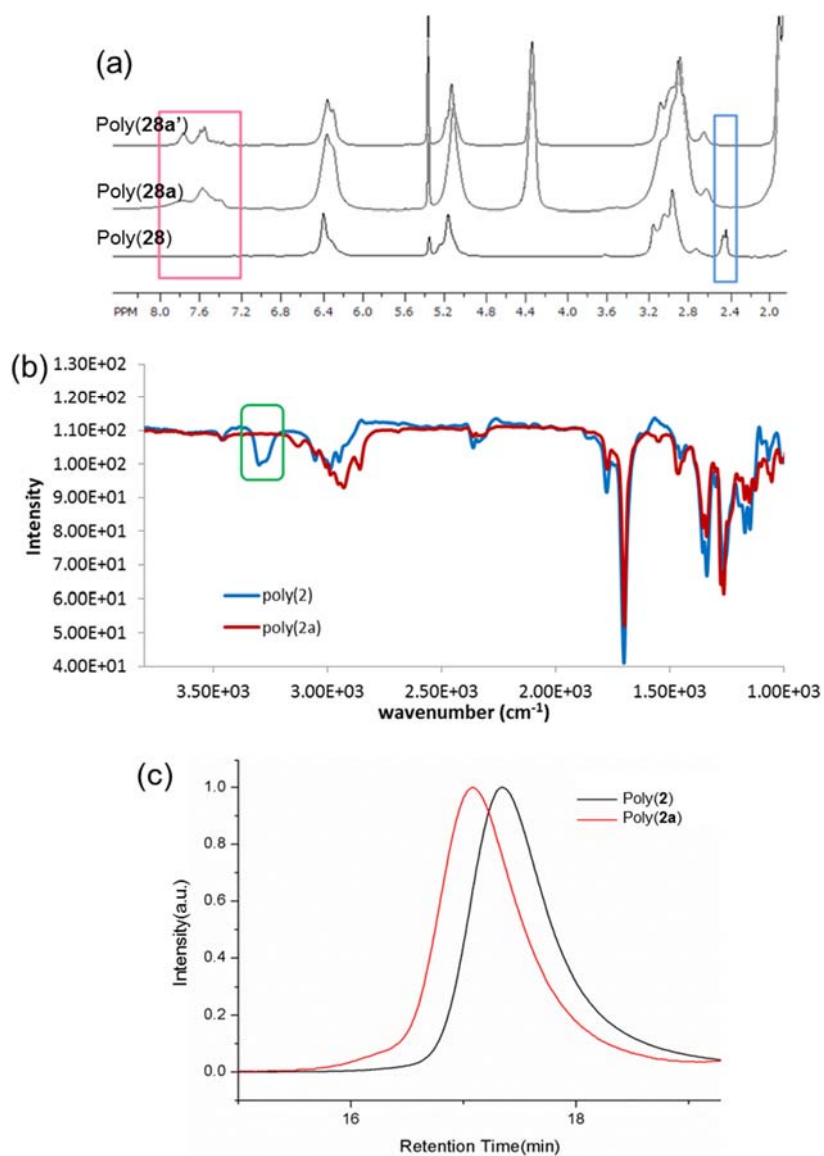 (a)
Poly(28a’)
Poly(28a)
Poly(28)
PPM 8.0 7.6 7.2 6.8 6.4 6.0 5.6 5.2 4.8 4.4 4.0 3.6 3.2 2.8 2.4 2.0
(b)
1.30E+02
1.20E+02
1.10E+02
1.00E+02
9.00E+01
8.00E+01
7.00E+01
6.00E+01
5.00E+01
4.00E+01
Intensity
poly(2)
poly(2a)
3.50E+03 3.00E+03 2.50E+03 2.00E+03 1.50E+03 1.00E+03
wavenumber (cm-1)
(c)
1.0
0.8
0.6
0.4
0.2
0.0
Intensity(a.u.)
Poly(2)
Poly(2a)
16 18
Retention Time(min)